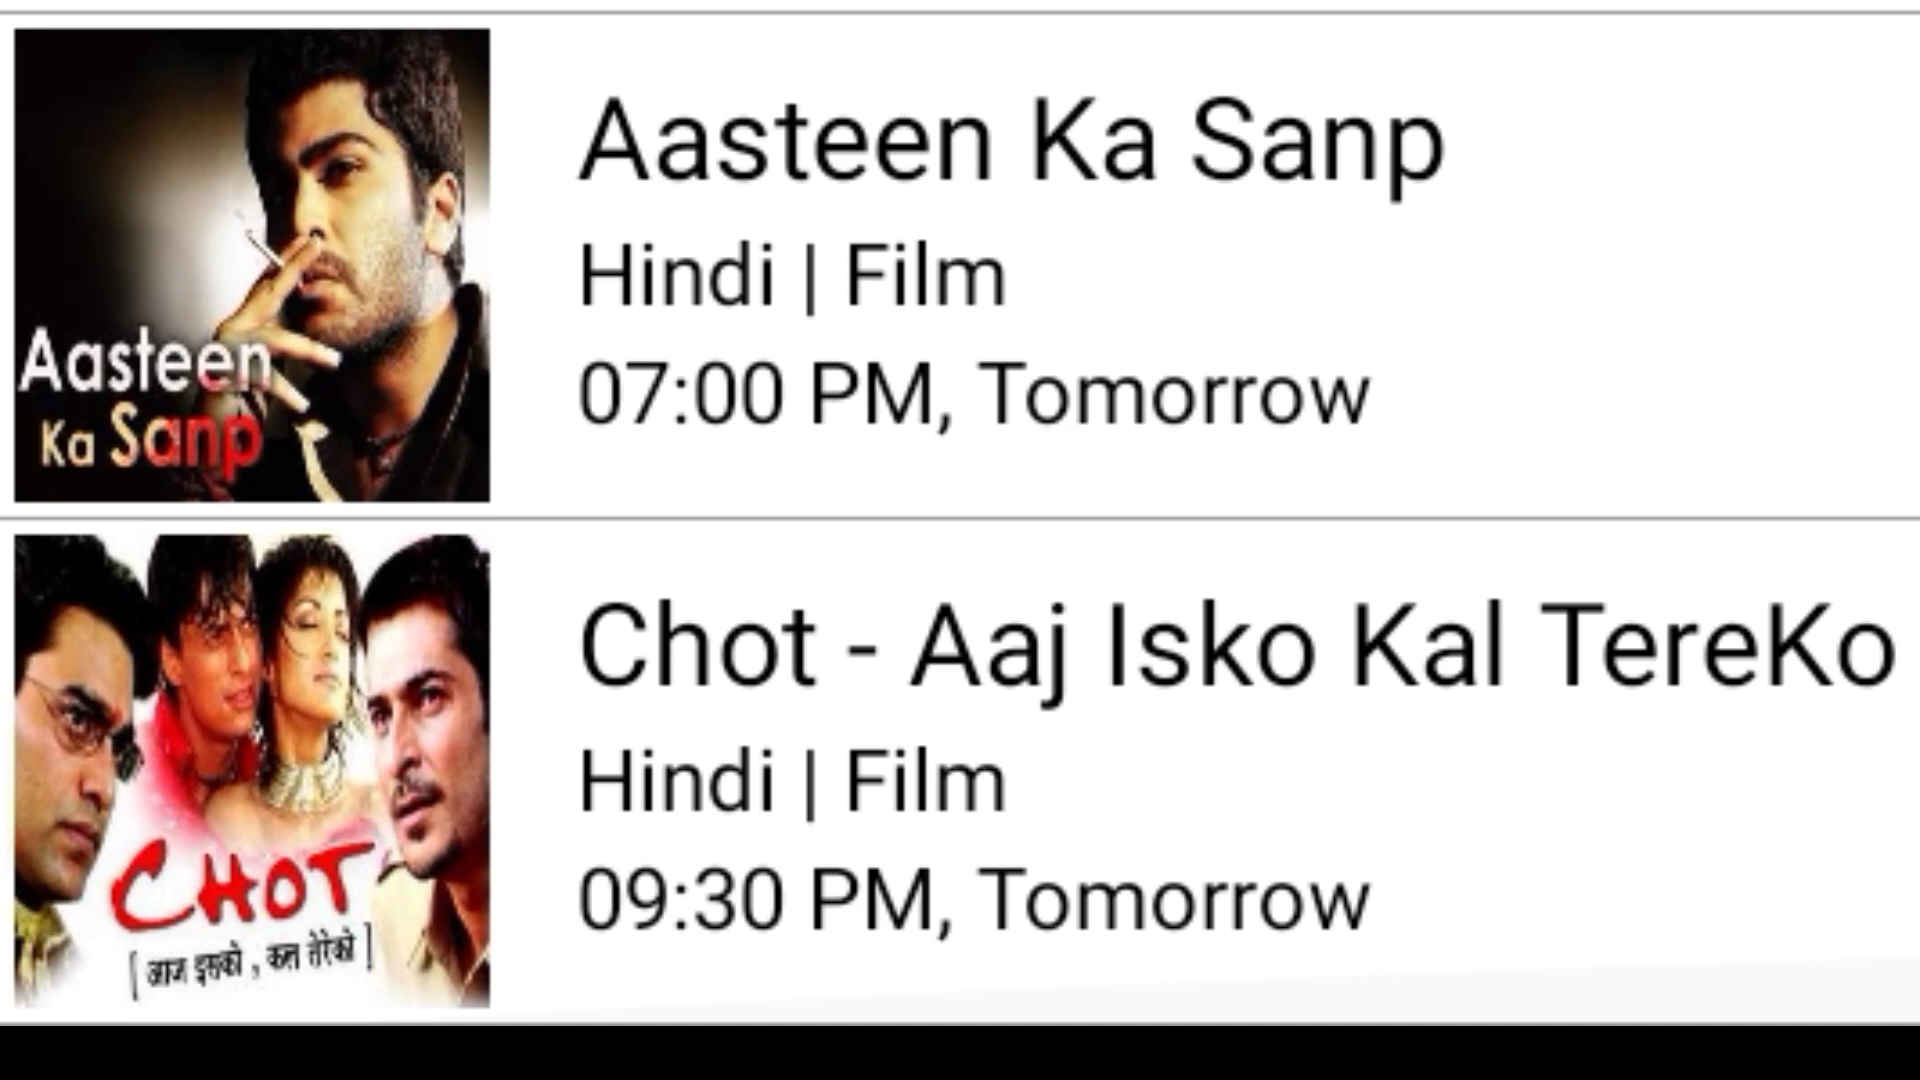 Aasteen
Ka Sanp
Aasteen Ka Sanp
Hindi | Film
07:00 PM, Tomorrow
CHOT
[ आज इसको , कल तेरेको ]
Chot - Aaj Isko Kal TereKo
Hindi | Film
09:30 PM, Tomorrow